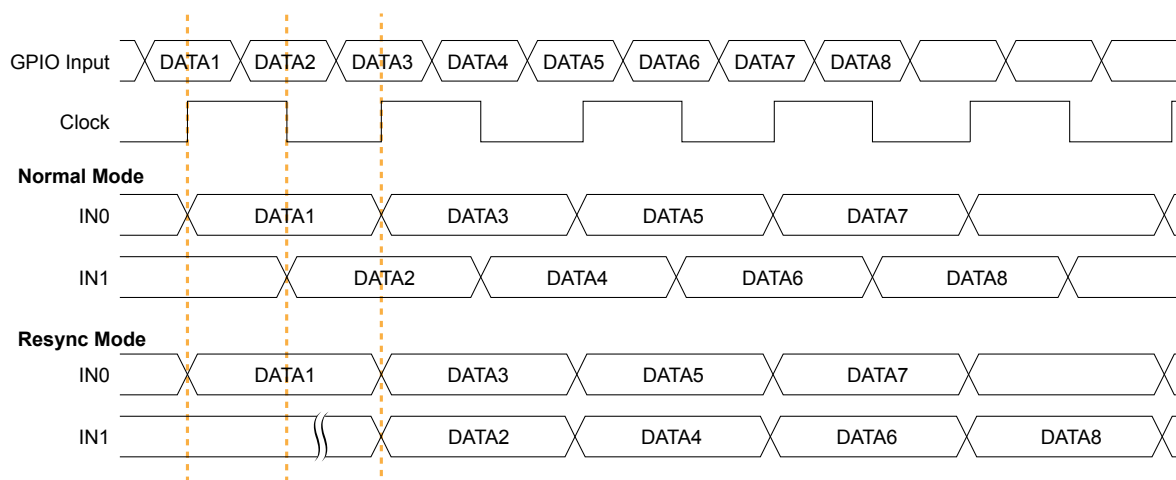 GPIO Input DATA1 DATA2 DATA3 DATA4 DATA5 DATA6 DATA7 DATA8
Clock
Normal Mode
IN0 DATA1 DATA3 DATA5 DATA7
IN1 DATA2 DATA4 DATA6 DATA8
Resync Mode
IN0 DATA1 DATA3 DATA5 DATA7
IN1 DATA2 DATA4 DATA6 DATA8